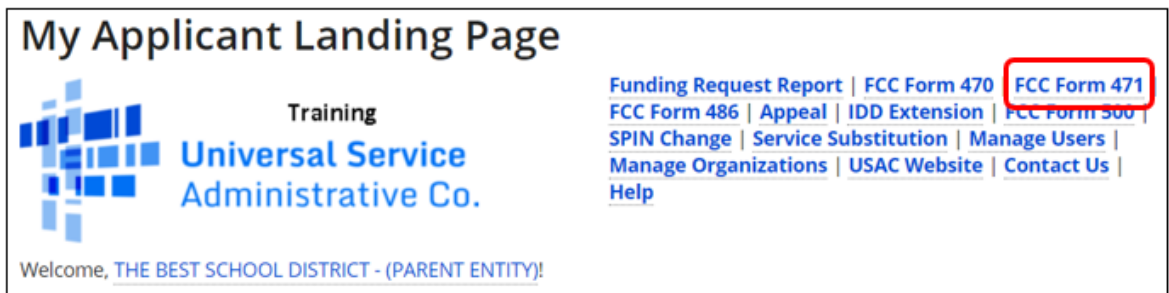 My Applicant Landing Page
Training
Universal Service
Administrative Co.
Funding Request Report | FCC Form 470 | FCC Form 471
FCC Form 486 | Appeal | IDD Extension | FCC Form 500 |
SPIN Change | Service Substitution | Manage Users |
Manage Organizations | USAC Website | Contact Us |
Help
Welcome, THE BEST SCHOOL DISTRICT - (PARENT ENTITY)!